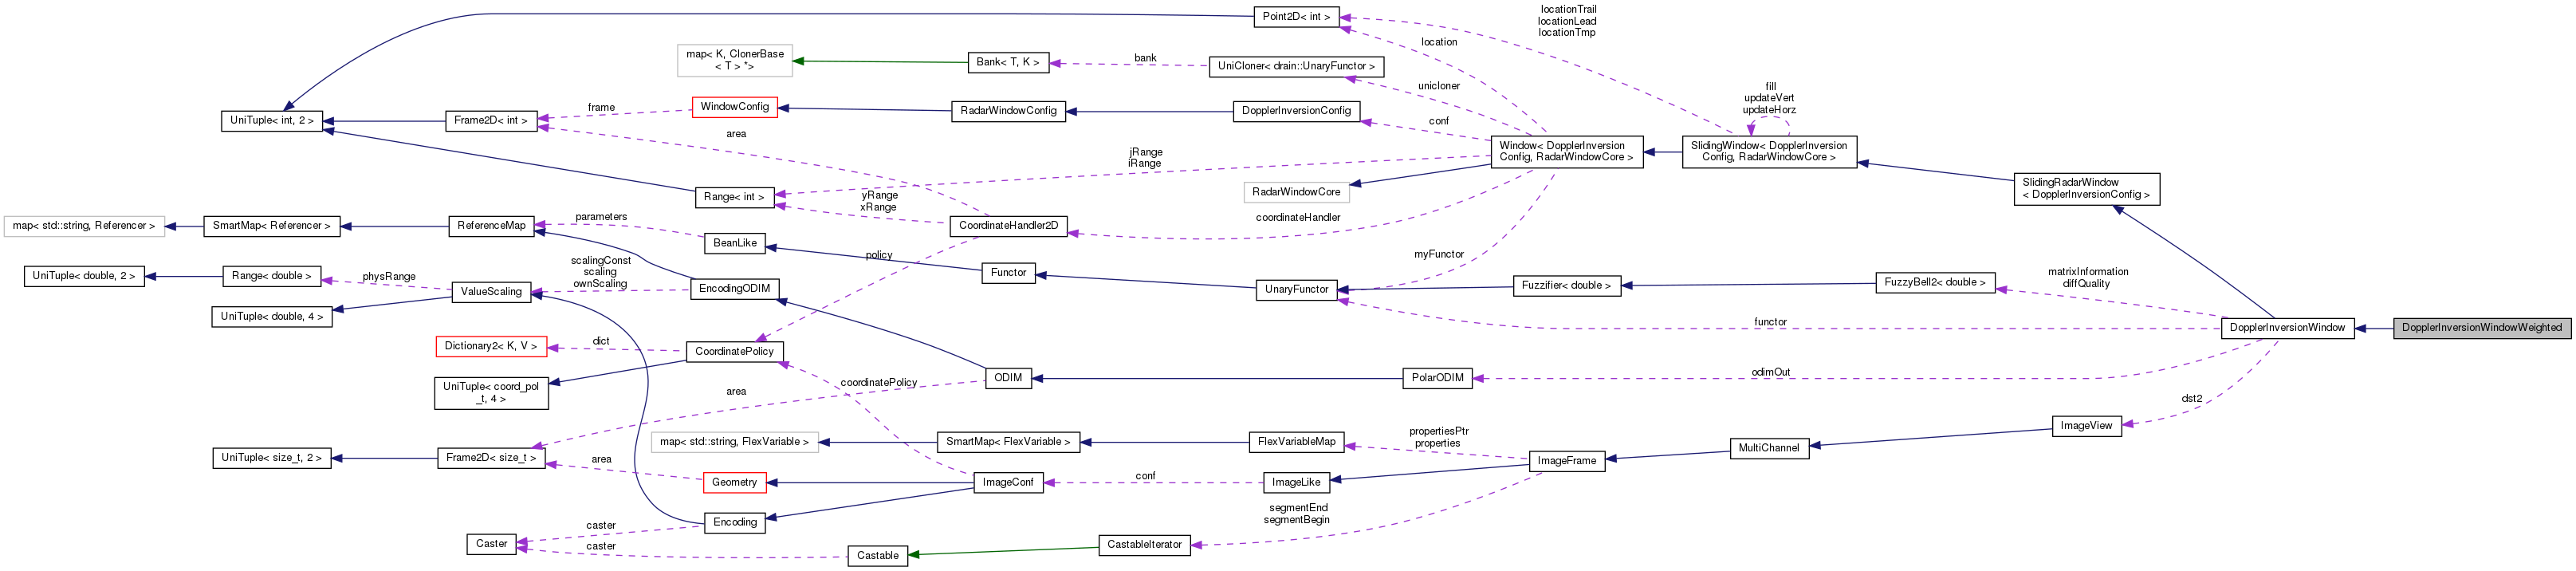 Point2D< int >
locationTrail
locationLead
locationTmp
location
map< K, ClonerBase
< T > *>
Bank< T, K >
bank
UniCloner< drain::UnaryFunctor >
unicloner
fill
updateVert
updateHorz
UniTuple< int, 2 >
Frame2D< int >
frame
WindowConfig
RadarWindowConfig
DopplerInversionConfig
conf
area
Window< DopplerInversion
Config, RadarWindowCore >
SlidingWindow< DopplerInversion
Config, RadarWindowCore >
jRange
iRange
RadarWindowCore
SlidingRadarWindow
< DopplerInversionConfig >
Range< int >
yRange
xRange
map< std::string, Referencer >
SmartMap< Referencer >
ReferenceMap
parameters
BeanLike
CoordinateHandler2D
coordinateHandler
policy
myFunctor
UniTuple< double, 2 >
Range< double >
physRange
ValueScaling
scalingConst
scaling
ownScaling
EncodingODIM
Functor
UnaryFunctor
Fuzzifier< double >
FuzzyBell2< double >
matrixInformation
diffQuality
UniTuple< double, 4 >
functor
DopplerInversionWindow
DopplerInversionWindowWeighted
Dictionary2< K, V >
dict
CoordinatePolicy
UniTuple< coord_pol
_t, 4 >
coordinatePolicy
ODIM
PolarODIM
odimOut
area
dst2
map< std::string, FlexVariable >
SmartMap< FlexVariable >
FlexVariableMap
propertiesPtr
properties
ImageView
MultiChannel
UniTuple< size_t, 2 >
Frame2D< size_t >
area
Geometry
ImageConf
conf
ImageLike
ImageFrame
segmentEnd
segmentBegin
Encoding
caster
Caster
caster
Castable
CastableIterator